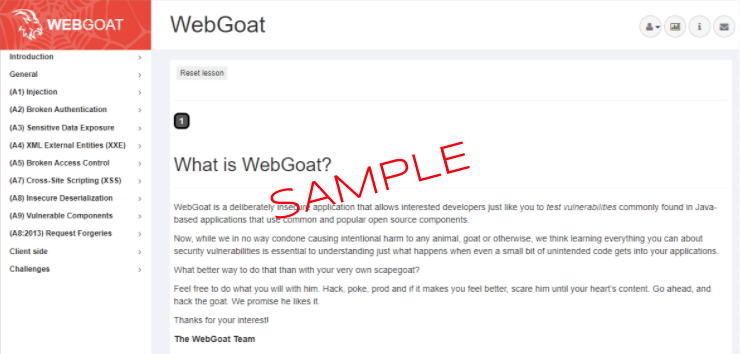 WEBGOAT
WebGoat
Introduction
General
(A1) Injection
(A2) Broken Authentication
(A3) Sensitive Data Exposure
(A4) XML External Entities (XXE)
(A5) Broken Access Control
(A7) Cross-Site Scripting (XSS)
(A8) Insecure Deserialization
(A9) Vulnerable Components
(A8:2013) Request Forgeries
Client side
Challenges
Reset lesson
1
What is WebGoat?
SAMPLE
WebGoat is a deliberately insecure application that allows interested developers just like you to test vulnerabilities commonly found in Java-
based applications that use common and popular open source components.
Now, while we in no way condone causing intentional harm to any animal, goat or otherwise, we think learning everything you can about
security vulnerabilities is essential to understanding just what happens when even a small bit of unintended code gets into your applications.
What better way to do that than with your very own scapegoat?
Feel free to do what you will with him. Hack, poke, prod and if it makes you feel better, scare him until your heart's content. Go ahead, and
hack the goat. We promise he likes it.
Thanks for your interest!
The WebGoat Team